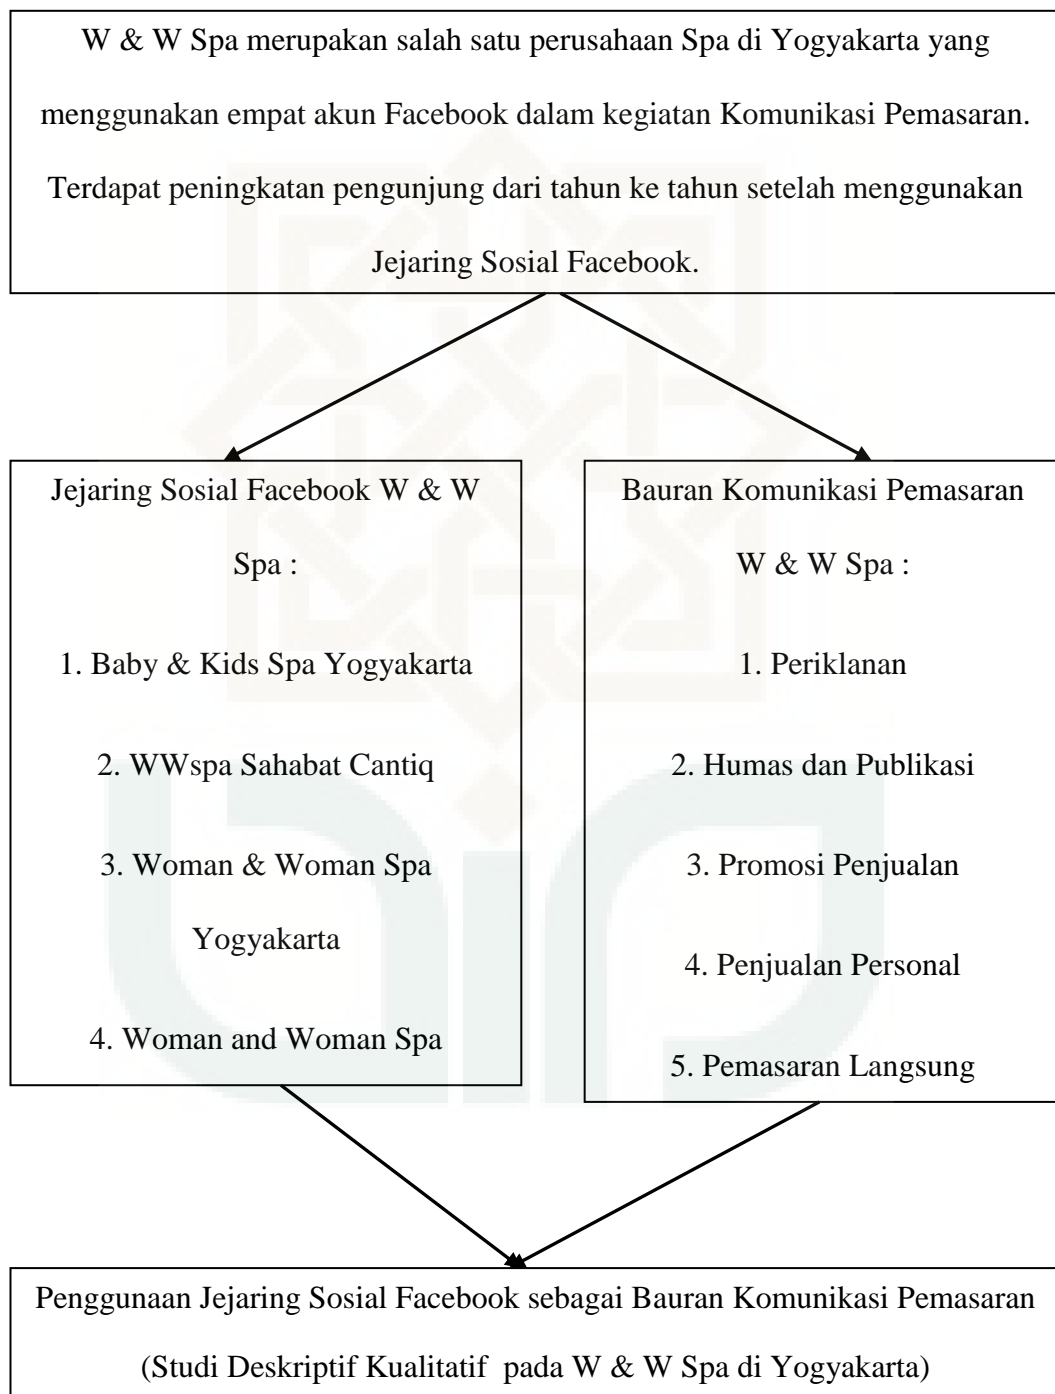 W & W Spa merupakan salah satu perusahaan Spa di Yogyakarta yang
menggunakan empat akun Facebook dalam kegiatan Komunikasi Pemasaran.
Terdapat peningkatan pengunjung dari tahun ke tahun setelah menggunakan
Jejaring Sosial Facebook.
Jejaring Sosial Facebook W & W
Spa :
1. Baby & Kids Spa Yogyakarta
2. WWspa Sahabat Cantiq
3. Woman & Woman Spa
Yogyakarta
4. Woman and Woman Spa
Bauran Komunikasi Pemasaran
W & W Spa :
1. Periklanan
2. Humas dan Publikasi
3. Promosi Penjualan
4. Penjualan Personal
5. Pemasaran Langsung
Penggunaan Jejaring Sosial Facebook sebagai Bauran Komunikasi Pemasaran
(Studi Deskriptif Kualitatif  pada W & W Spa di Yogyakarta)